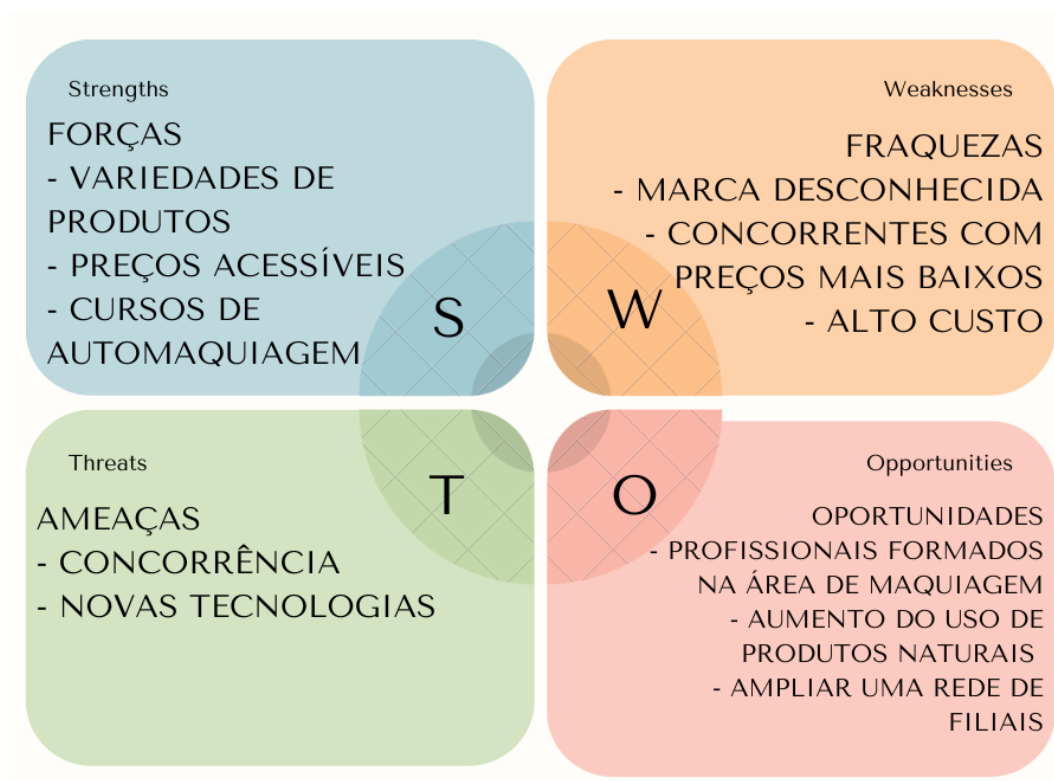 Strengths
FORÇAS
- VARIEDADES DE
PRODUTOS
- PREÇOS ACESSÍVEIS
- CURSOS DE
AUTOMAQUIAGEM
S
Weaknesses
FRAQUEZAS
- MARCA DESCONHECIDA
- CONCORRENTES COM
PREÇOS MAIS BAIXOS
- ALTO CUSTO
W
Threats
AMEAÇAS
- CONCORRÊNCIA
- NOVAS TECNOLOGIAS
T
Opportunities
OPORTUNIDADES
- PROFISSIONAIS FORMADOS
NA ÁREA DE MAQUIAGEM
- AUMENTO DO USO DE
PRODUTOS NATURAIS
- AMPLIAR UMA REDE DE
FILIAIS
O